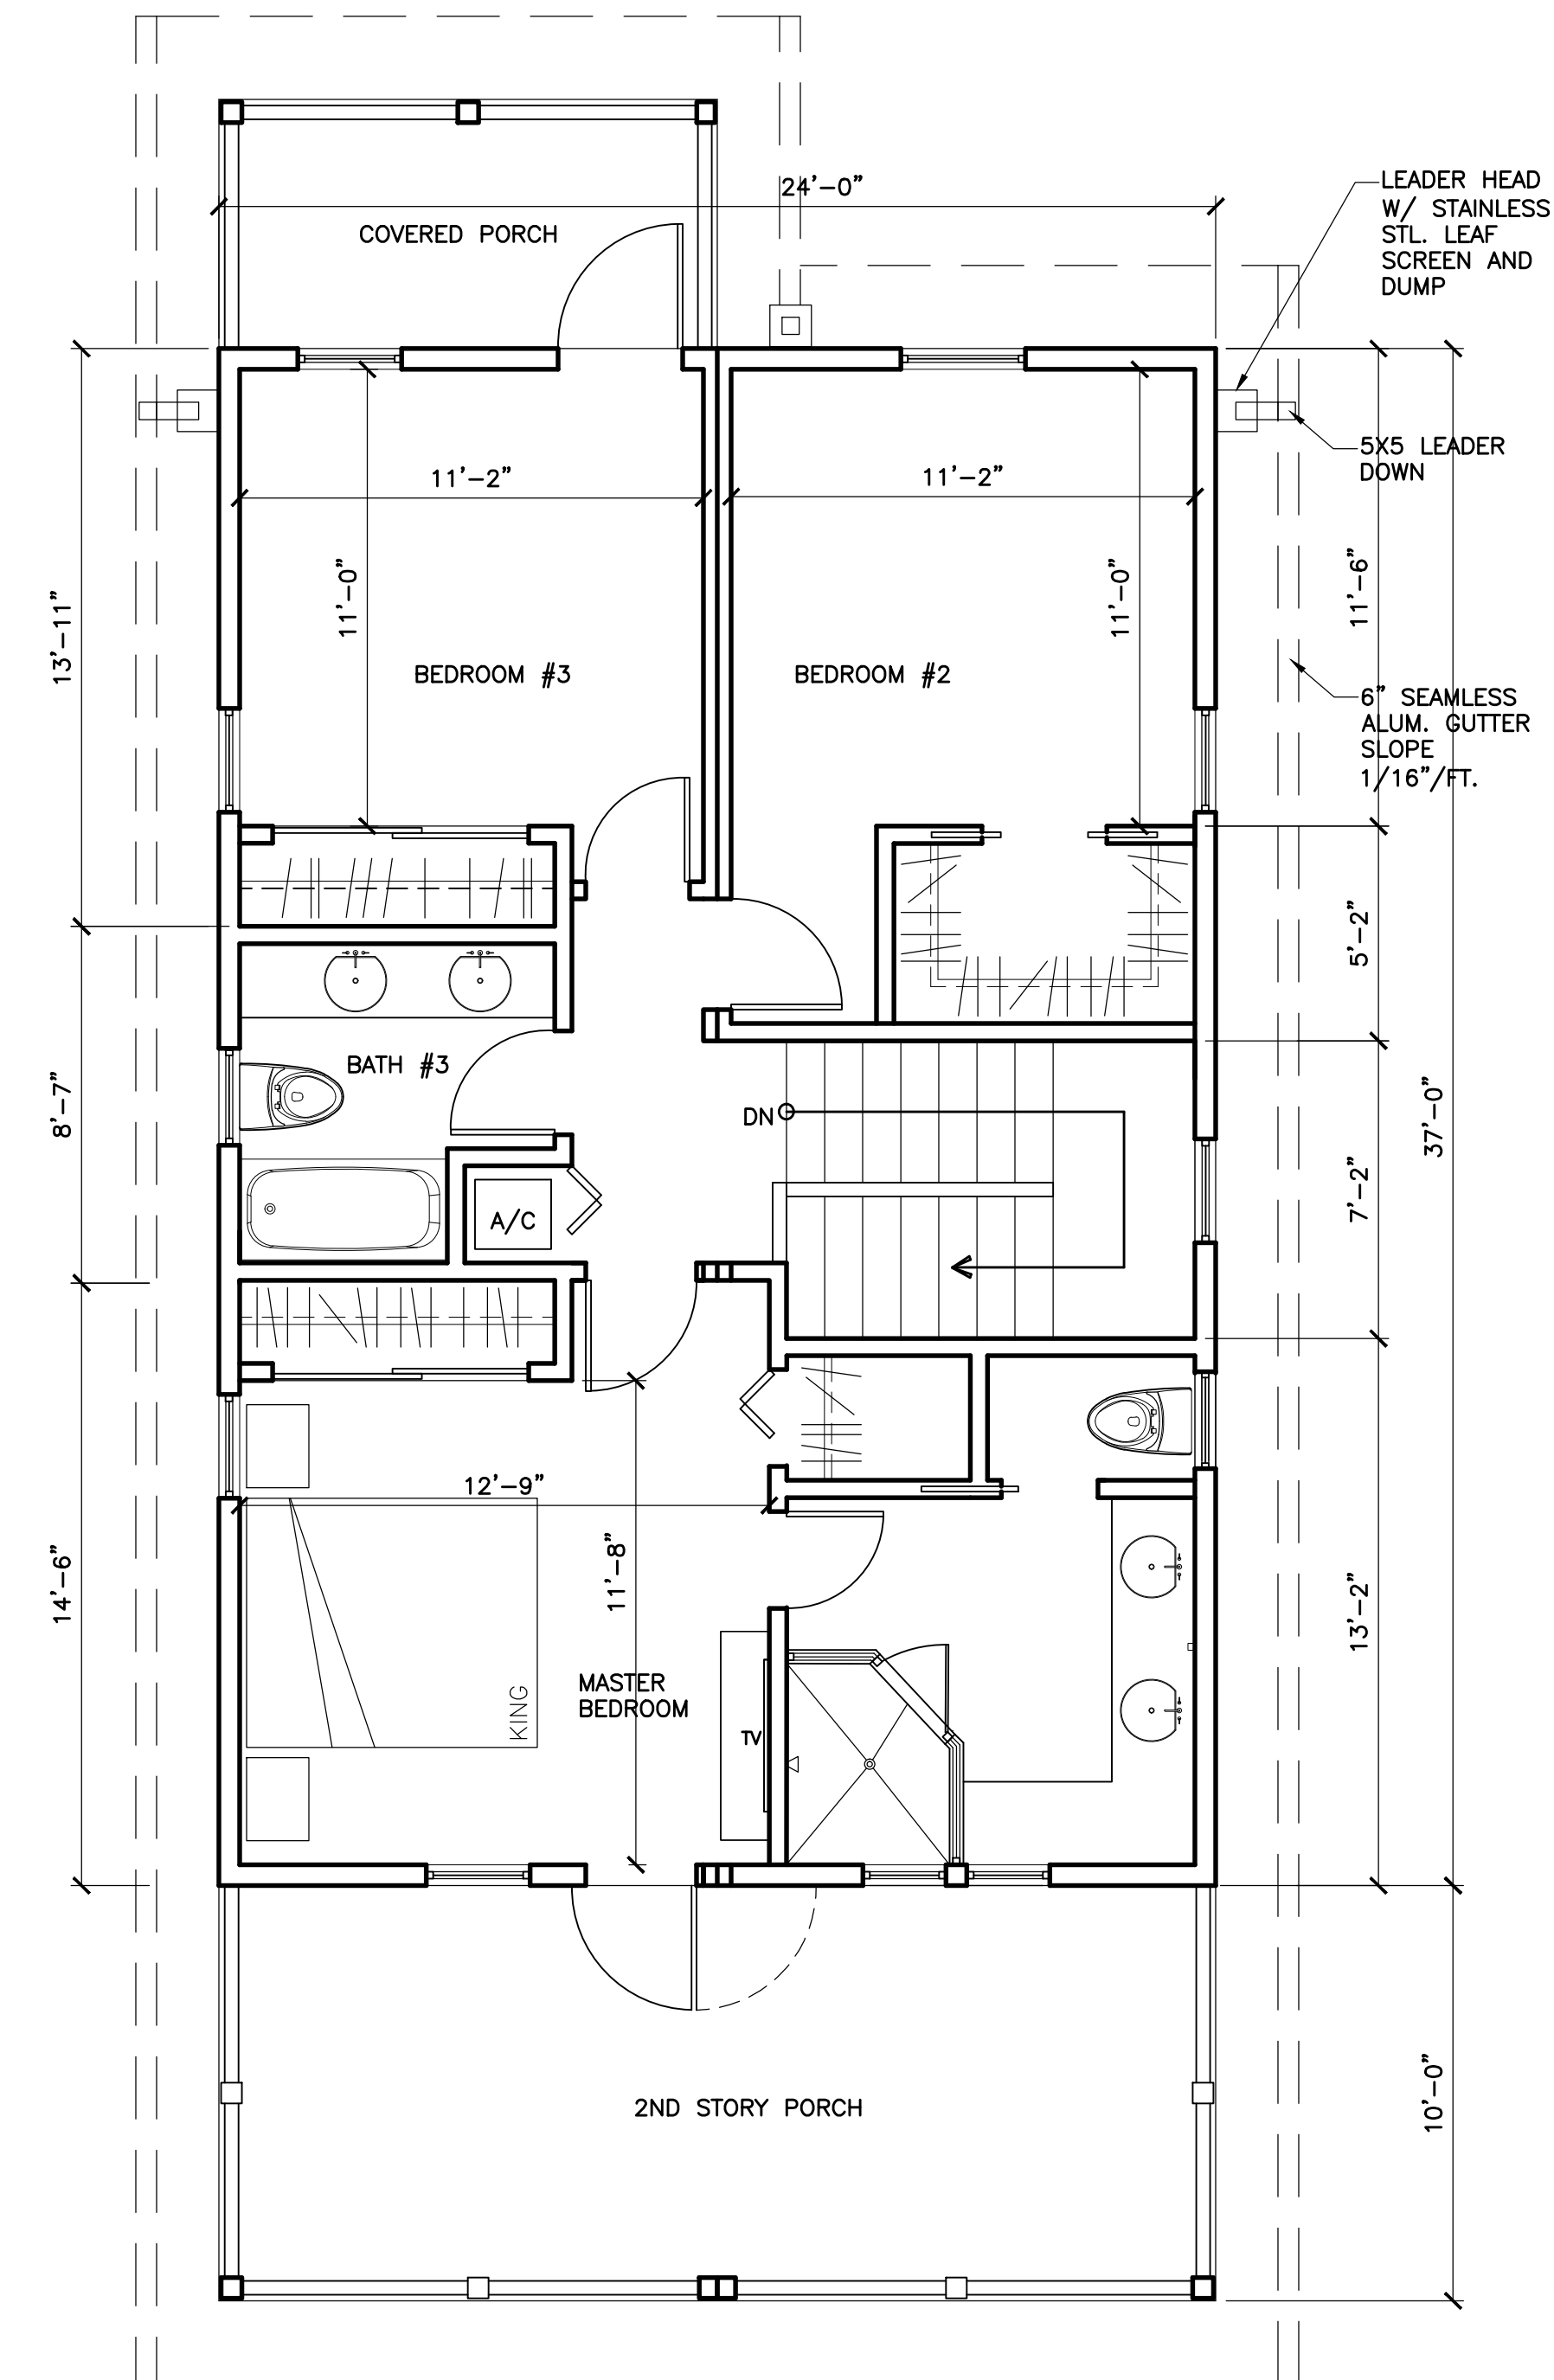 24'-0"
LEADER HEAD
W/ STAINLESS
STL. LEAF
SCREEN AND
DUMP
COVERED PORCH
5X5 LEADER
DOWN
11'-2"
11'-2"
11'-0"
11'-0"
11'-6"
13'-11"
BEDROOM #3
BEDROOM #2
6" SEAMLESS
ALUM. GUTTER
SLOPE
1/16"/FT.
5'-2"
BATH #3
8'-7"
DN
37'-0"
7'-2"
A/C
12'-9"
11'-8"
14'-6"
13'-2"
MASTER
BEDROOM
KING
TV
2ND STORY PORCH
10'-0"